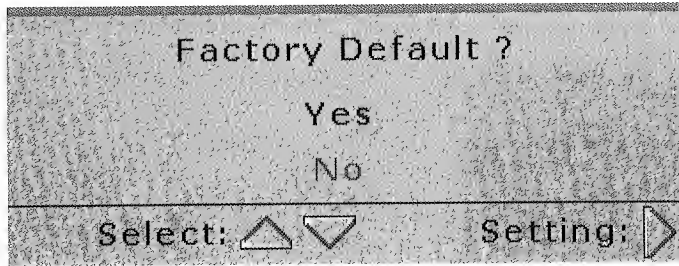 Factory Default ?
Yes
No
Select: △ ▽ Setting: ▷